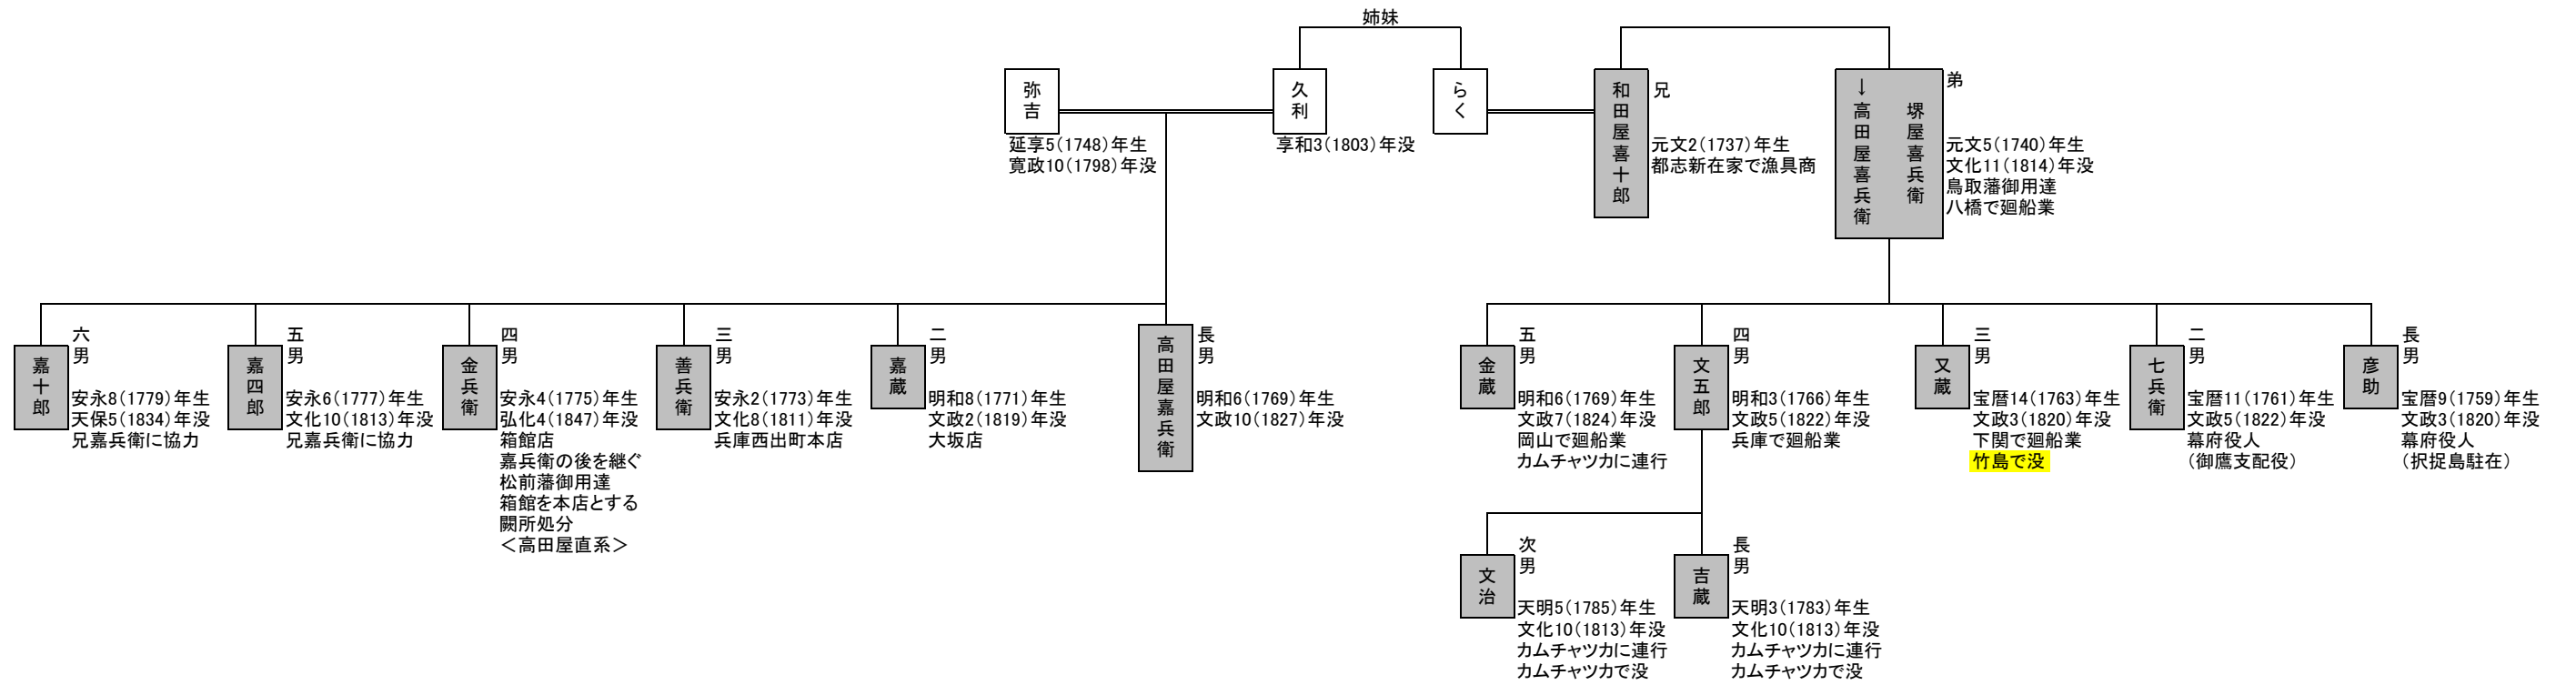 姉妹
弥吉
延享5(1748)年生
寛政10(1798)年没
久利
享和3(1803)年没
らく
和田屋喜十郎
兄
元文2(1737)年生
都志新在家で漁具商
堺屋喜兵衛
↓高田屋喜兵衛
弟
元文5(1740)年生
文化11(1814)年没
鳥取藩御用達
八橋で廻船業
嘉十郎
六男
安永8(1779)年生
天保5(1834)年没
兄嘉兵衛に協力
嘉四郎
五男
安永6(1777)年生
文化10(1813)年没
兄嘉兵衛に協力
金兵衛
四男
安永4(1775)年生
弘化4(1847)年没
箱館店
嘉兵衛の後を継ぐ
松前藩御用達
箱館を本店とする
闕所処分
＜高田屋直系＞
善兵衛
三男
安永2(1773)年生
文化8(1811)年没
兵庫西出町本店
嘉蔵
二男
明和8(1771)年生
文政2(1819)年没
大坂店
高田屋嘉兵衛
長男
明和6(1769)年生
文政10(1827)年没
金蔵
五男
明和6(1769)年生
文政7(1824)年没
岡山で廻船業
カムチャツカに連行
文五郎
四男
明和3(1766)年生
文政5(1822)年没
兵庫で廻船業
又蔵
三男
宝暦14(1763)年生
文政3(1820)年没
下関で廻船業
竹島で没
七兵衛
二男
宝暦11(1761)年生
文政5(1822)年没
幕府役人
(御鷹支配役)
彦助
長男
宝暦9(1759)年生
文政3(1820)年没
幕府役人
(択捉島駐在)
文治
次男
天明5(1785)年生
文化10(1813)年没
カムチャツカに連行
カムチャツカで没
吉蔵
長男
天明3(1783)年生
文化10(1813)年没
カムチャツカに連行
カムチャツカで没